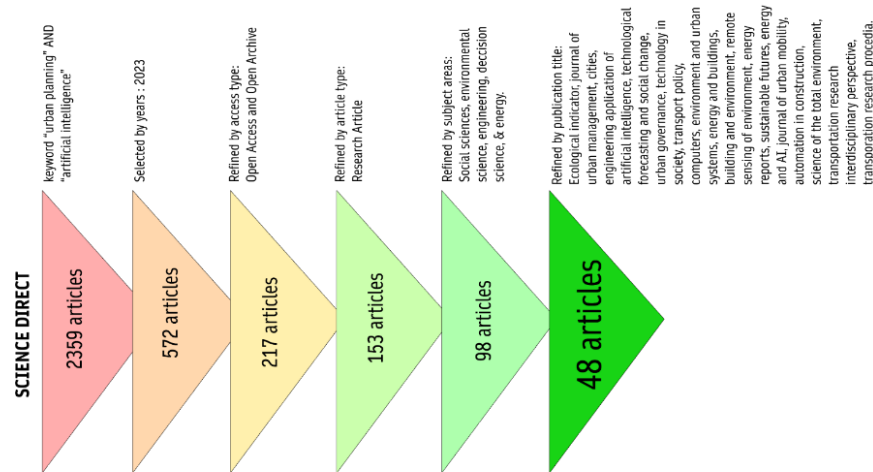 SCIENCE DIRECT
2359 articles
keyword "urban planning" AND
"artificial intelligence"
572 articles
Selected by years : 2023
217 articles
Refined by access type:
Open Access and Open Archive
153 articles
Refined by article type:
Research Article
98 articles
Refined by subject areas:
Social sciences, environmental
science, engineering, deccision
science, & energy.
48 articles
Refined by publication title:
Ecological indicator, journal of
urban management, cities,
engineering application of
artificial intelligence, technological
forecasting and social change,
urban governance, technology in
society, transport policy,
computers, environment and urban
systems, energy and buildings,
building and environment, remote
sensing of environment, energy
reports, sustainable futures, energy
and AI, journal of urban mobility,
automation in construction,
science of the total environment,
transportation research
interdisciplinary perspective,
transporation research procedia.